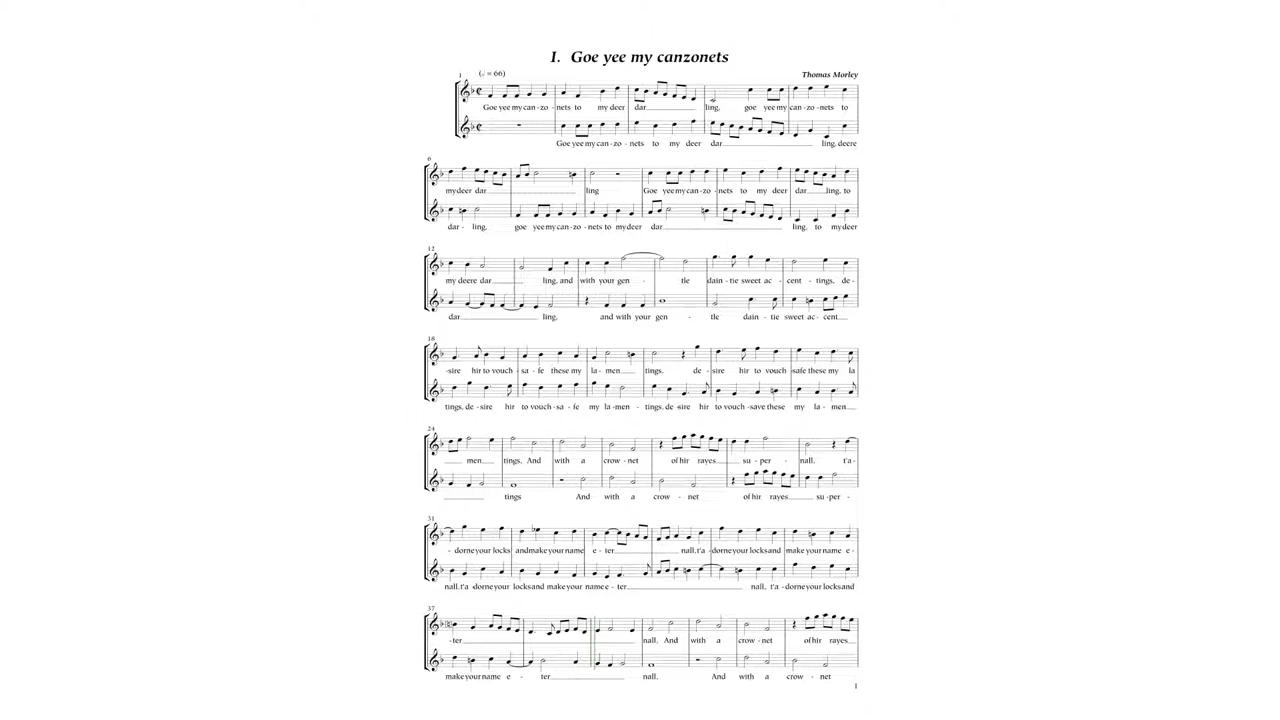 I. Goe yee my canzonets
1
( = 66)
Thomas Morley
Goe yee my can - zo - nets to my deer dar ling, goe yee my can - zo - nets to
Goe yee my can - zo - nets to my deer dar ling, deere
6
my deer dar ling Goe yee my can - zo - nets to my deer dar ling, to
dar - ling, goe yee my can - zo - nets to my deer dar ling, to my deer
12
my deere dar ling, and with your gen - tle dain - tie sweet ac - cent - tings, de-
dar ling, and with your gen - tle dain - tie sweet ac - cent
18
-sire hir to vouch - sa - fe these my la - men - tings. de - sire hir to vouch - safe these my la
tings, de - sire hir to vouch - sa - fe my la - men - tings, de - sire hir to vouch - save these my la - men
24
men tings, And with a crow - net of hir rayes su - per - nall, t'a-
tings And with a crow - net of hir rayes su - per -
31
- dorne your locks and make your name e - ter nall, t'a - dorne your locks and make your name e -
nall, t'a - dorne your locks and make your name e - ter nall, t'a - dorne your locks and
37
-ter nall, And with a crow - net of hir rayes
make your name e - ter nall, And with a crow - net
1